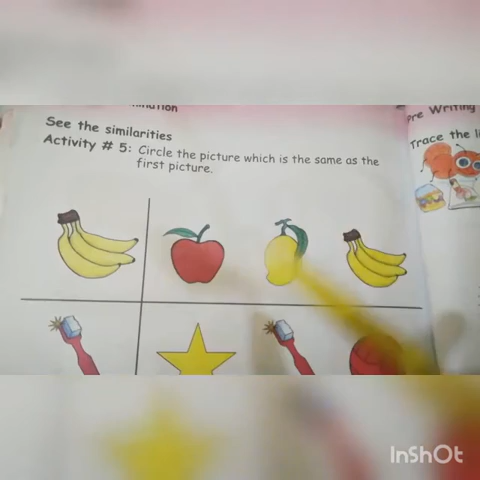 See the similarities
Activity # 5: Circle the picture which is the same as the
first picture.
Pre Writing
Trace the
InShOt